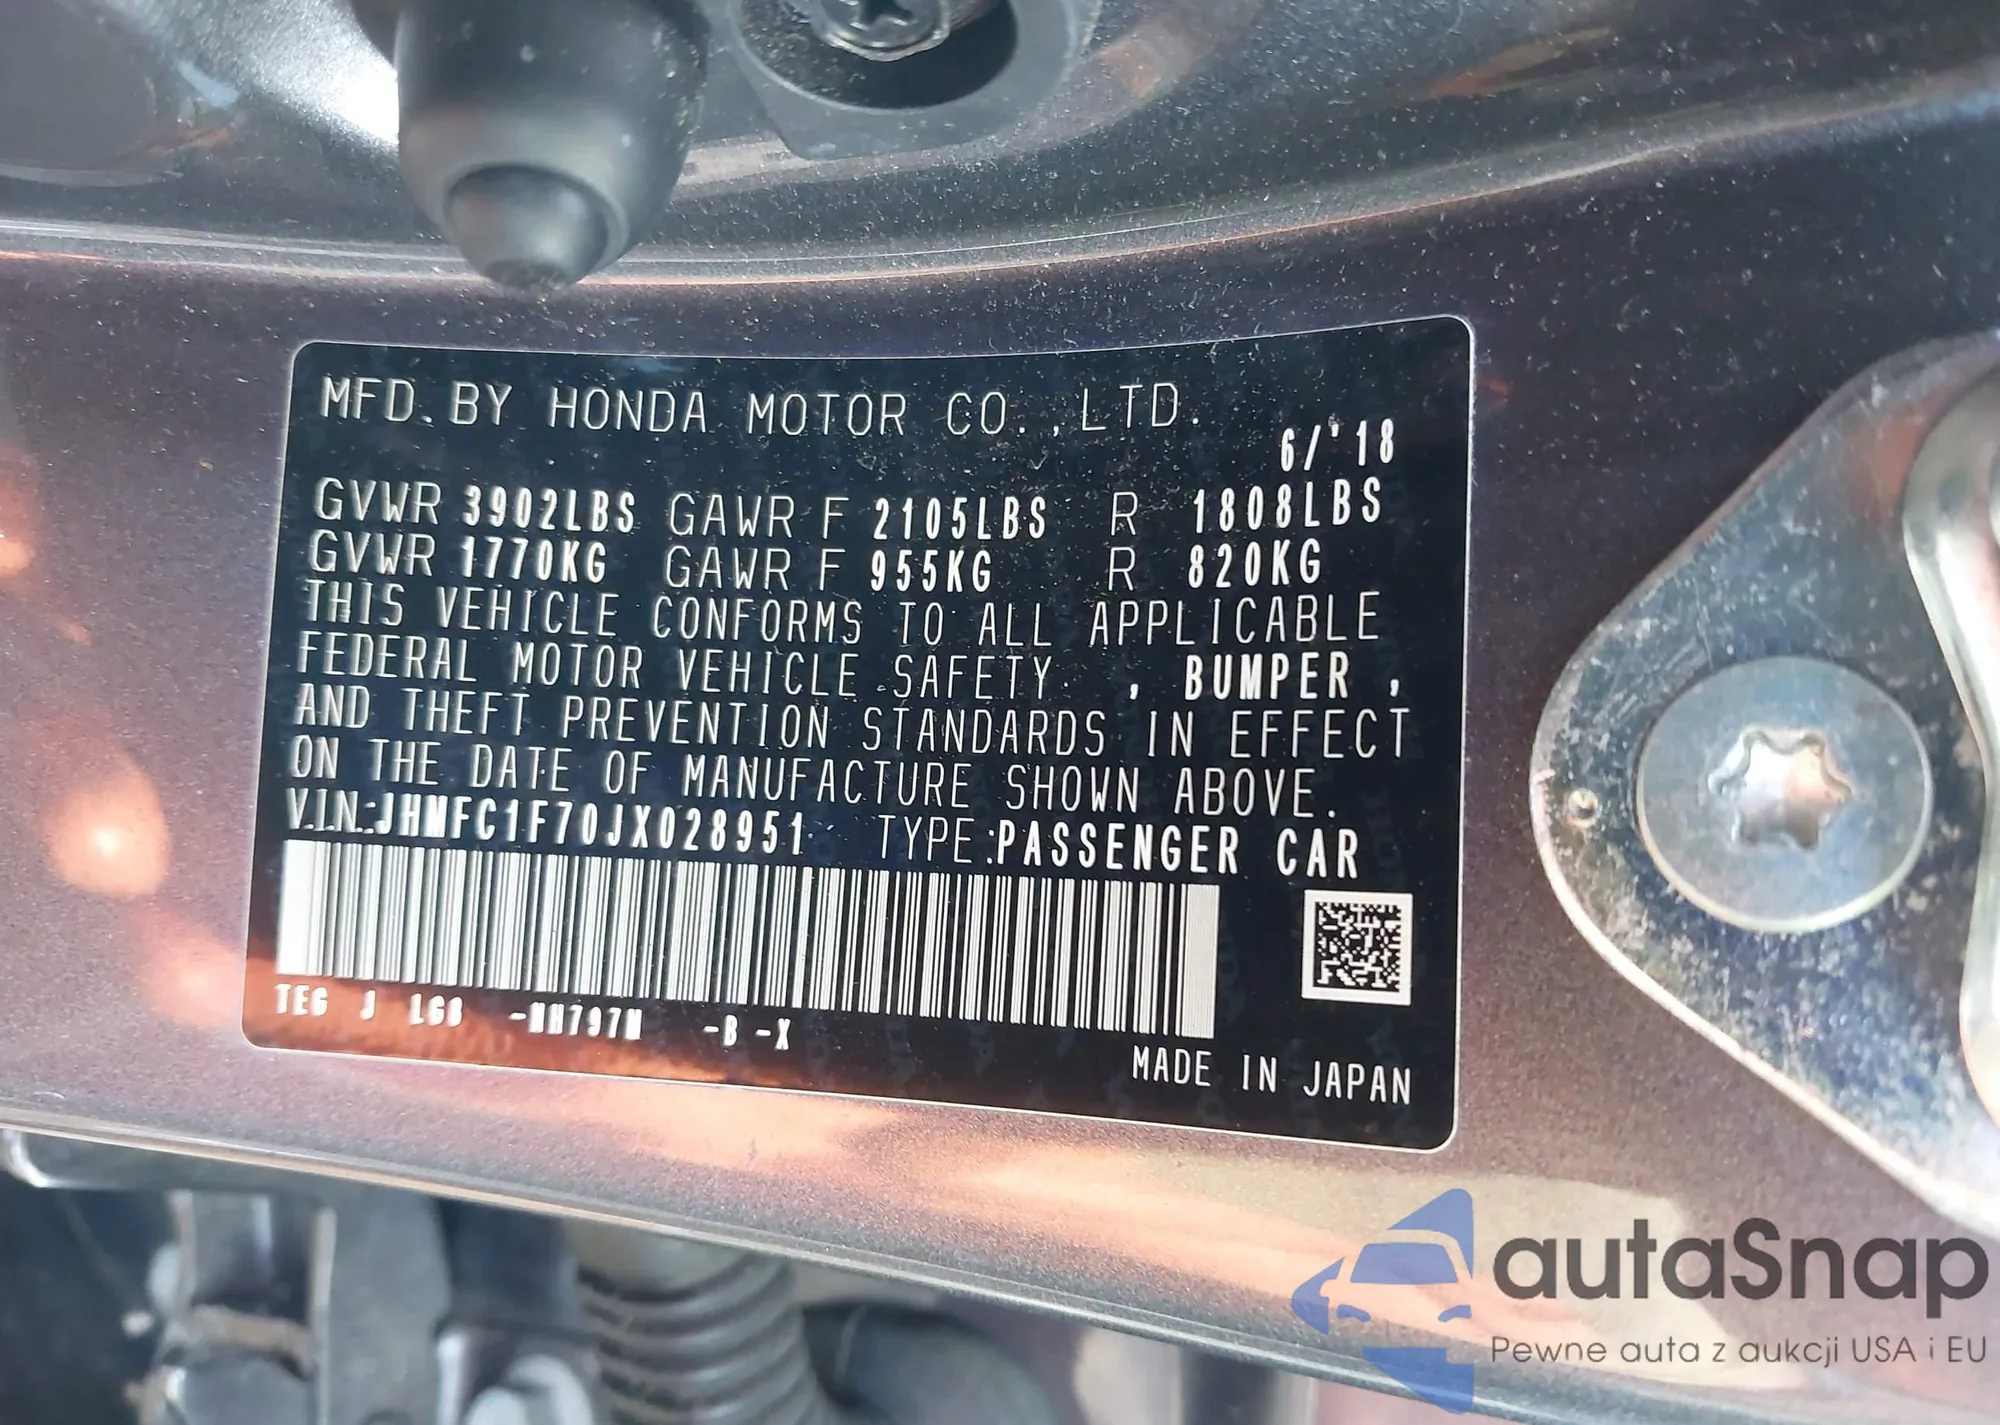 MFD. BY HONDA MOTOR CO., LTD.
6/'18
GVWR 3902LBS GAWR F 2105LBS R 1808LBS
GVWR 1770KG GAWR F 955KG R 820KG
THIS VEHICLE CONFORMS TO ALL APPLICABLE
FEDERAL MOTOR VEHICLE SAFETY , BUMPER ,
AND THEFT PREVENTION STANDARDS IN EFFECT
ON THE DATE OF MANUFACTURE SHOWN ABOVE.
VIN:JHMFC1F70JX028951 TYPE:PASSENGER CAR
TEG J LG8 -NH797M -B -X
MADE IN JAPAN
autaSnap
Pewne auta z aukcji USA i EU